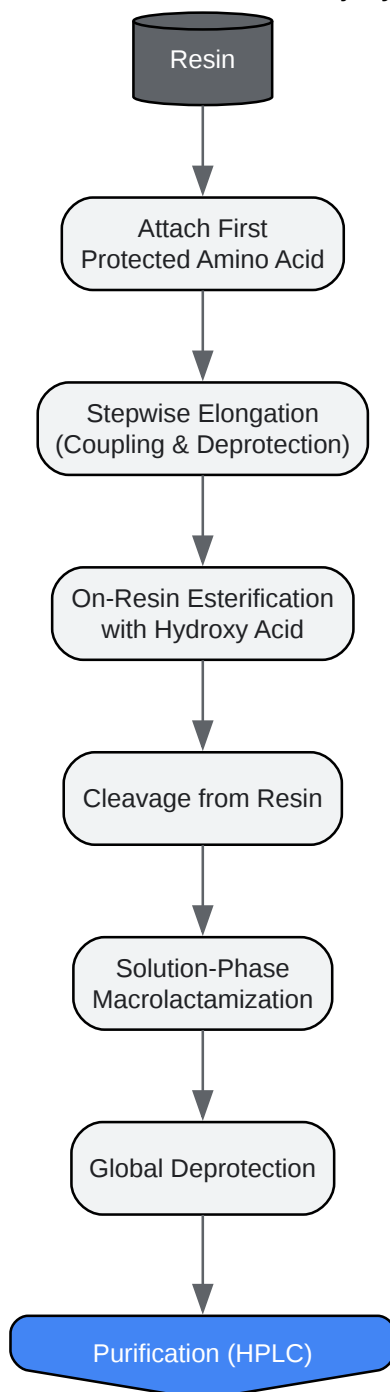 Resin
Attach First
Protected Amino Acid
Stepwise Elongation
(Coupling & Deprotection)
On-Resin Esterification
with Hydroxy Acid
Cleavage from Resin
Solution-Phase
Macrolactamization
Global Deprotection
Purification (HPLC)